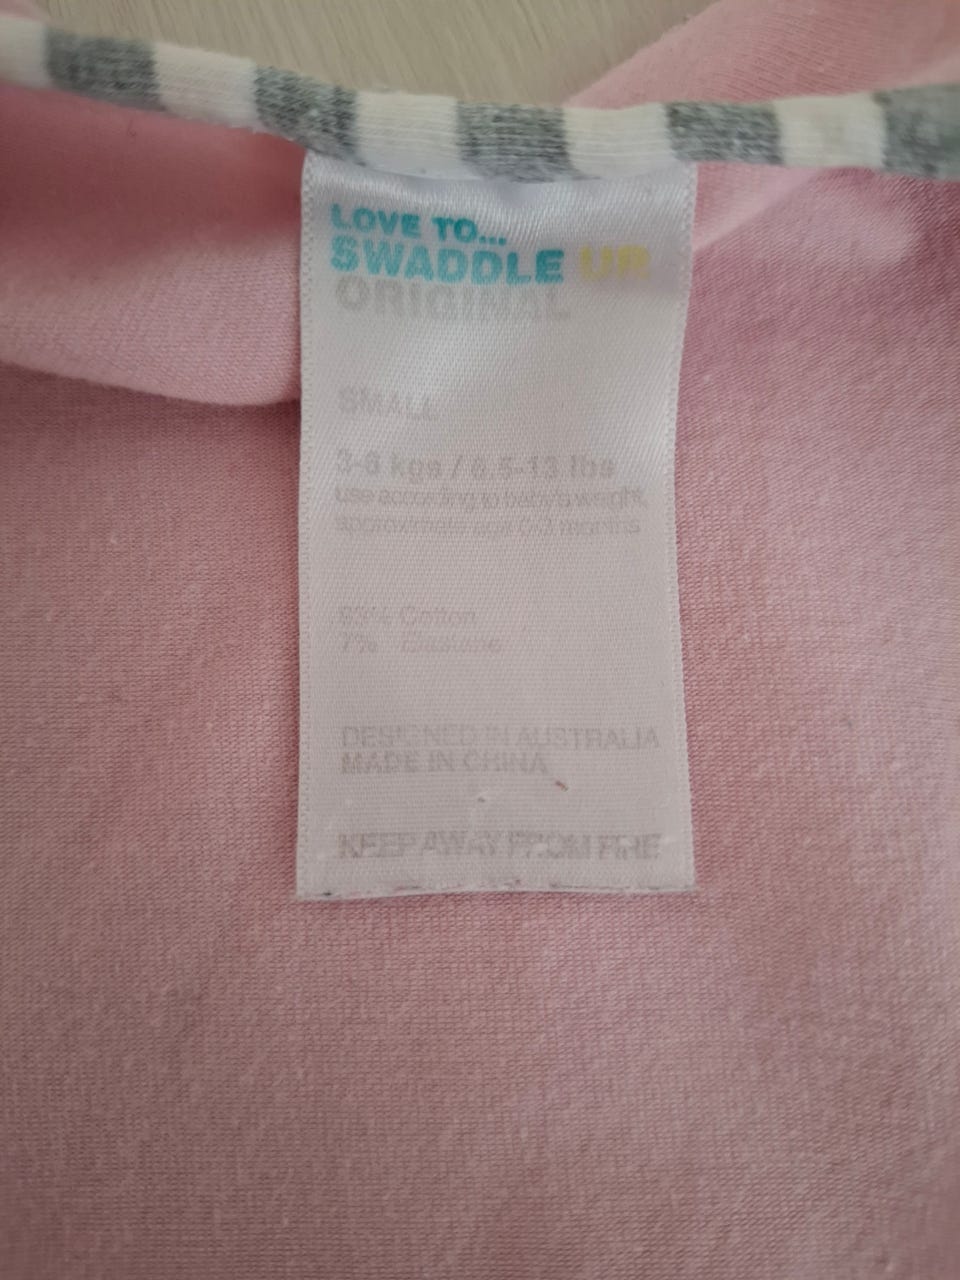 LOVE TO...
SWADDLE UP
ORIGINAL
SMALL
3-6 kgs / 6.5-13 lbs
use according to baby's weight,
approximate age 0-3 months
93% Cotton
7% Elastane
DESIGNED IN AUSTRALIA
MADE IN CHINA
KEEP AWAY FROM FIRE